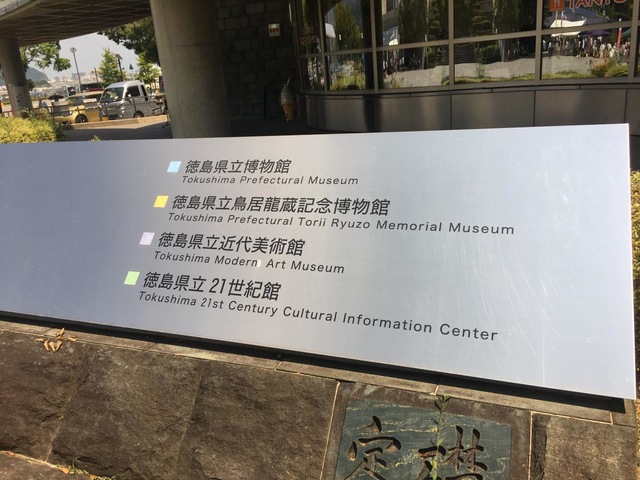 徳島県立博物館
Tokushima Prefectural Museum
徳島県立鳥居龍蔵記念博物館
Tokushima Prefectural Torii Ryuzo Memorial Museum
徳島県立近代美術館
Tokushima Modern Art Museum
徳島県立 21世紀館
Tokushima 21st Century Cultural Information Center
定礎